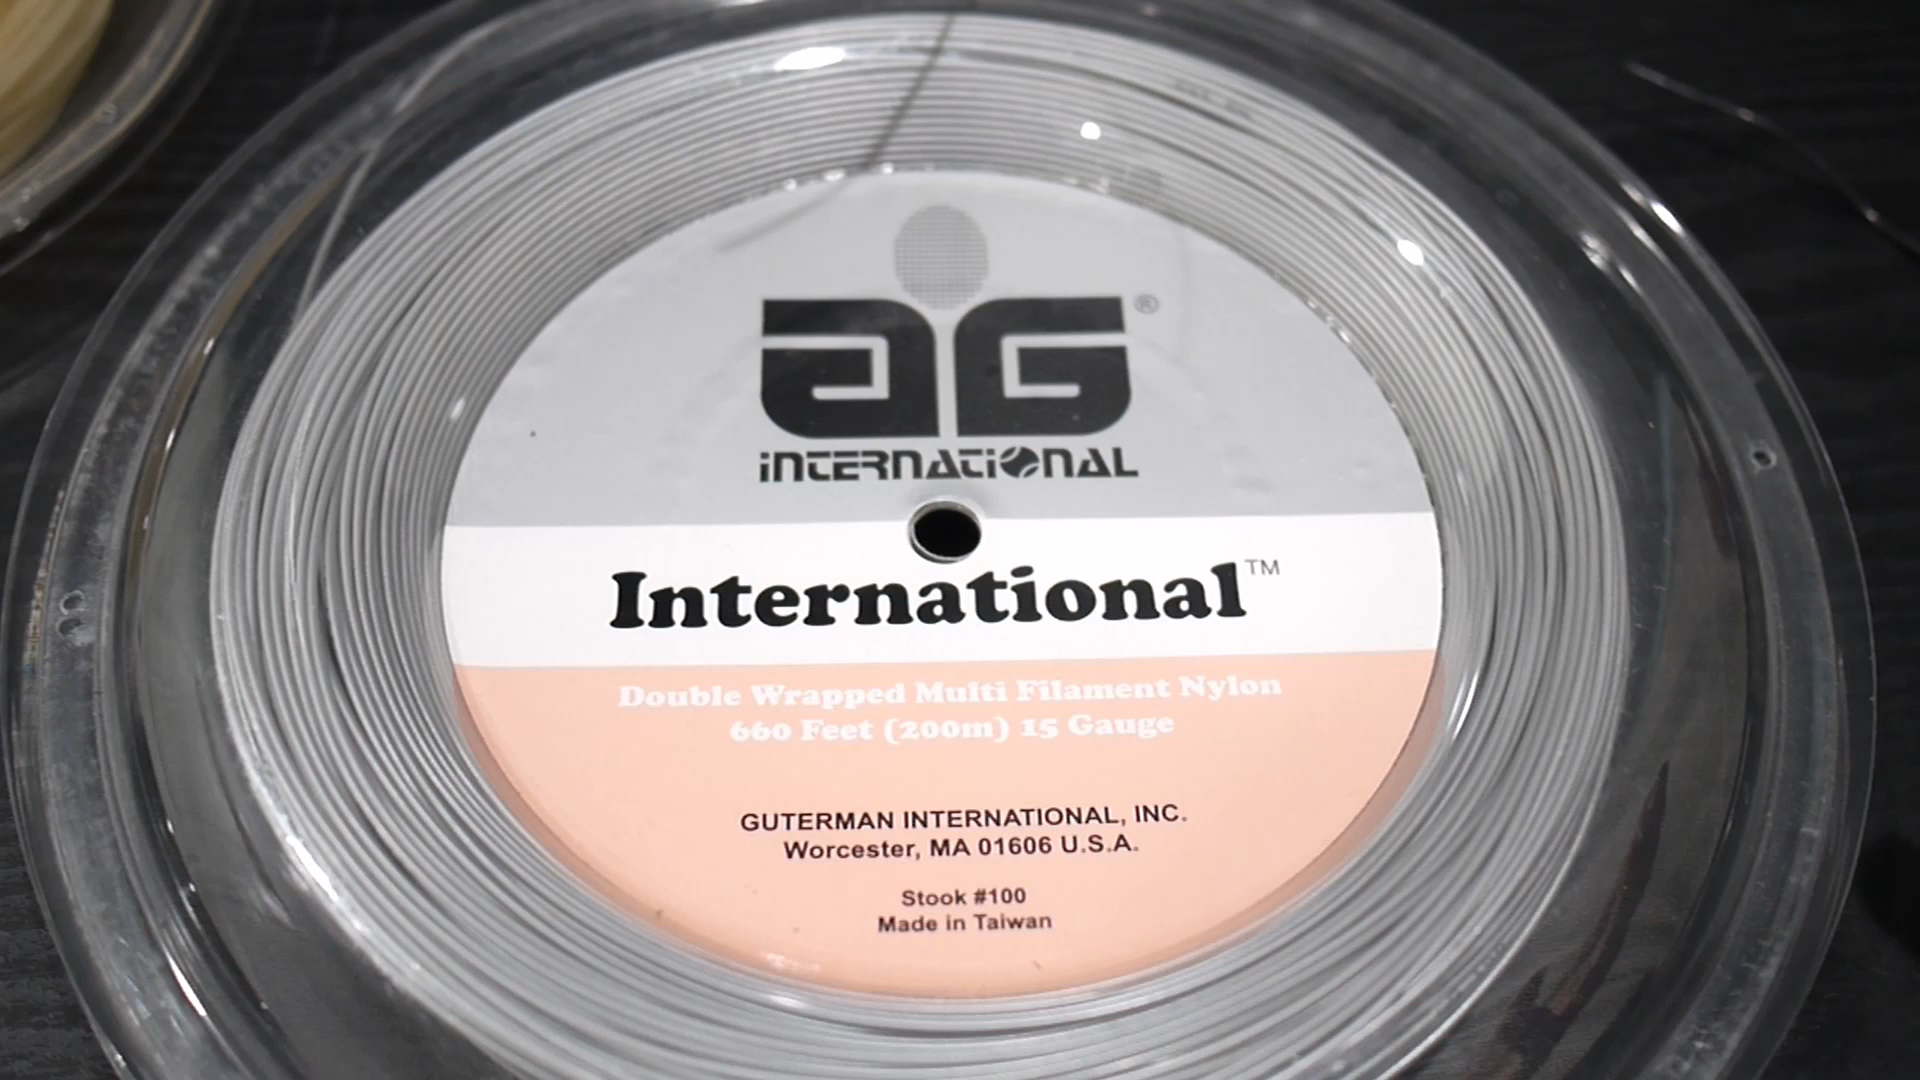 aG®
iNTERNATiONAL
International™
Double Wrapped Multi Filament Nylon
660 Feet (200m) 15 Gauge
GUTERMAN INTERNATIONAL, INC.
Worcester, MA 01606 U.S.A.
Stook #100
Made in Taiwan